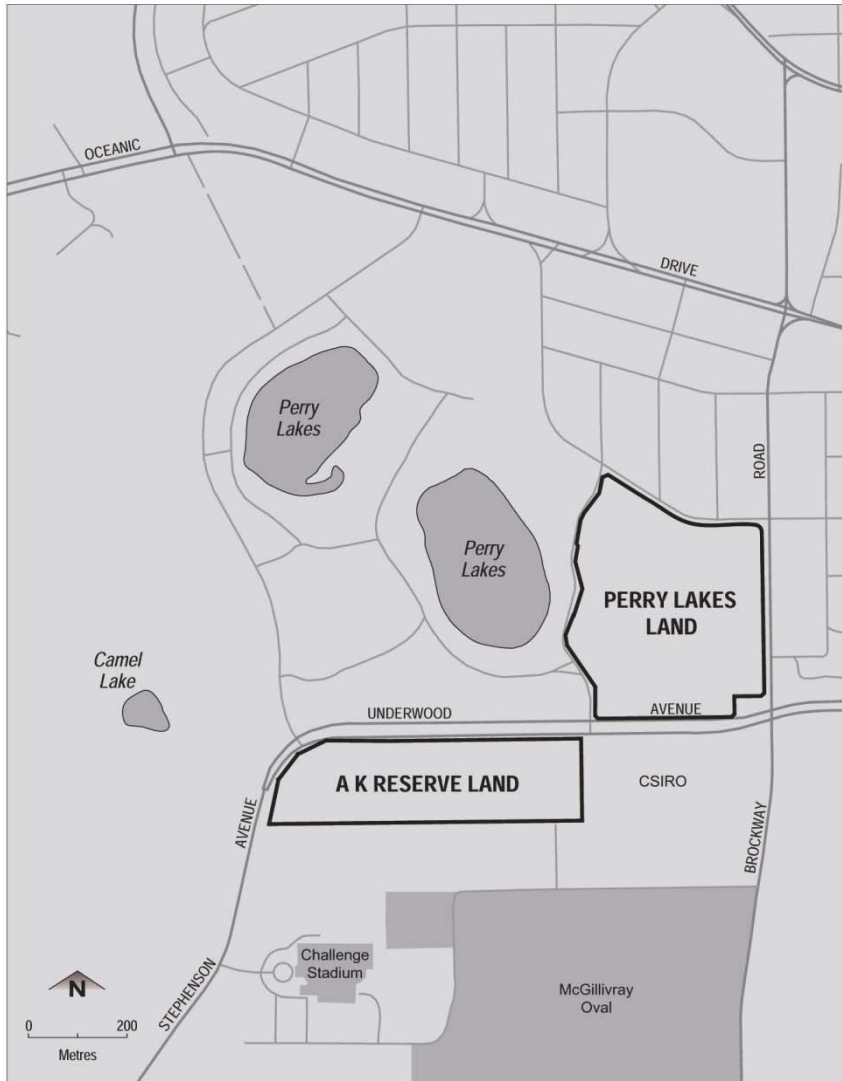 OCEANIC
DRIVE
Perry
Lakes
ROAD
Perry
Lakes
PERRY LAKES
LAND
Camel
Lake
UNDERWOOD
AVENUE
A K RESERVE LAND
CSIRO
AVENUE
BROCKWAY
Challenge
Stadium
McGillivray
Oval
STEPHENSON
N
0 200
Metres